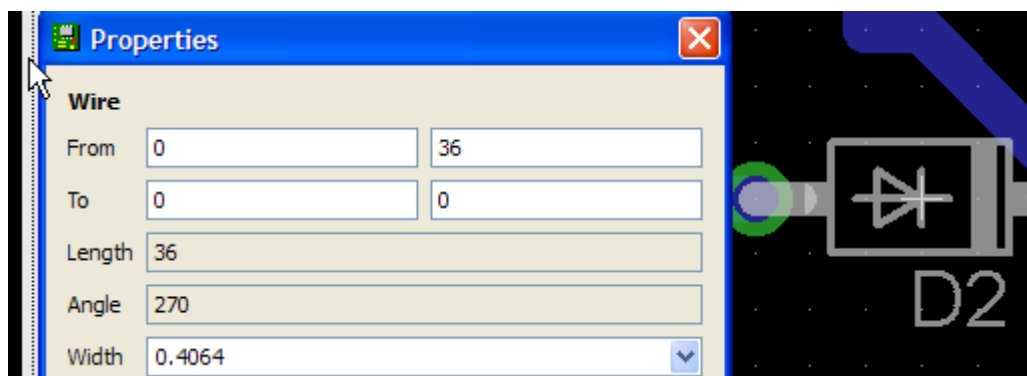 Properties
Wire
From 0 36
To 0 0
Length 36
Angle 270
Width 0.4064
D2